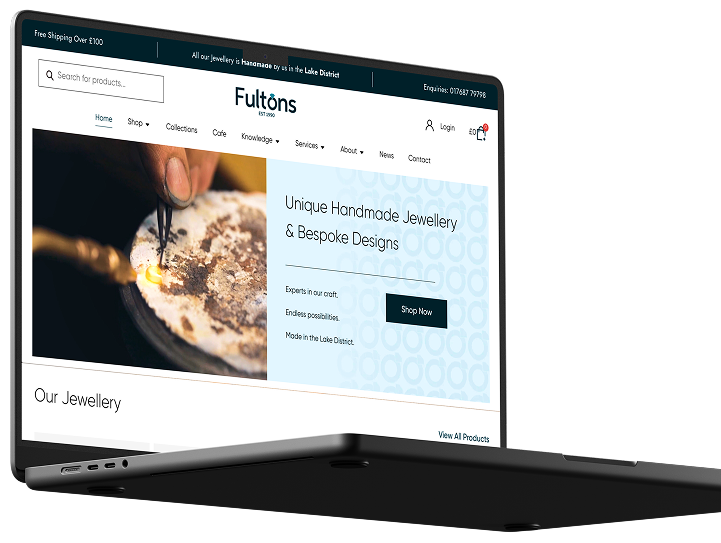 Free Shipping Over £100
All our Jewellery is Handmade by us in the Lake District
Enquiries: 017687 79798
Search for products...
Fultons
EST 1990
Login
£0
Home
Shop
Collections
Cafe
Knowledge
Services
About
News
Contact
Unique Handmade Jewellery
& Bespoke Designs
Experts in our craft.
Endless possibilities.
Made in the Lake District.
Shop Now
Our Jewellery
View All Products